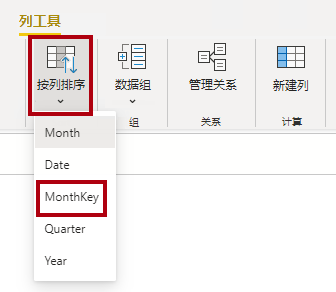 列工具
按列排序
数据组
管理关系
新建列
组
关系
计算
Month
Date
MonthKey
Quarter
Year